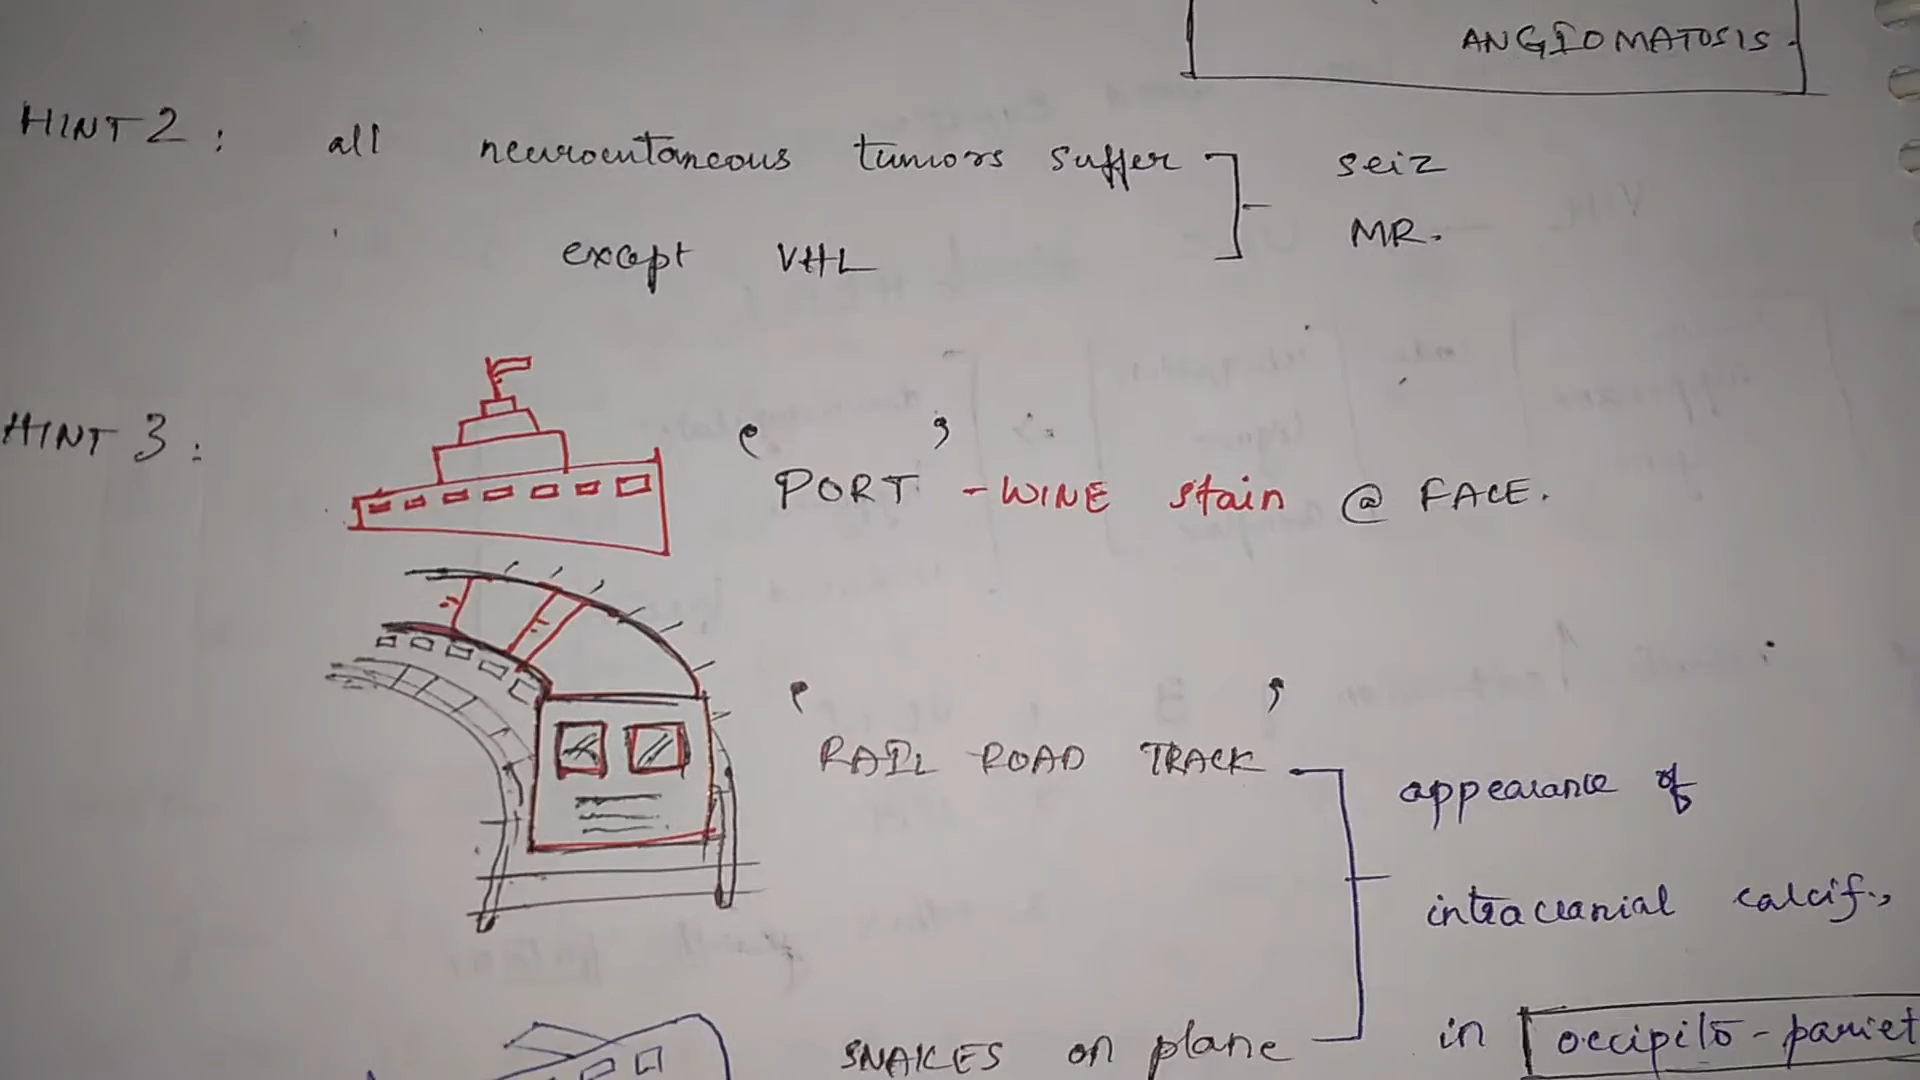 ANGIOMATOSIS.
HINT 2 : all neurocutaneous tumors suffer seiz
except VHL MR.
HINT 3 :
' PORT ' - WINE stain @ FACE.
' RAIL ROAD TRACK '
appearance of
intracranial calcif.,
SNAKES on plane
in occipito - pariet